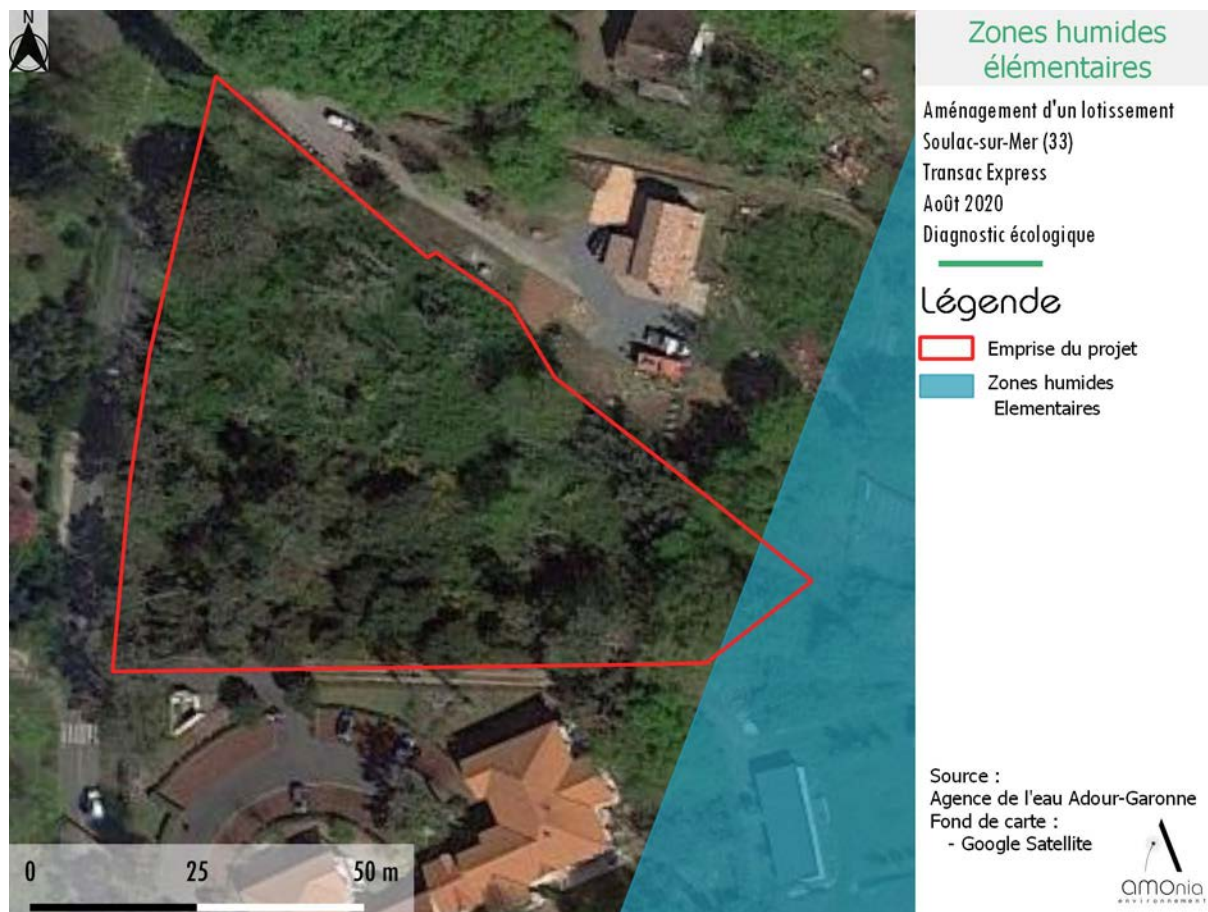 N
Zones humides
élémentaires
Aménagement d'un lotissement
Soulac-sur-Mer (33)
Transac Express
Août 2020
Diagnostic écologique
Légende
Emprise du projet
Zones humides
Elementaires
Source :
Agence de l'eau Adour-Garonne
Fond de carte :
- Google Satellite
amonia
environnement
0 25 50 m